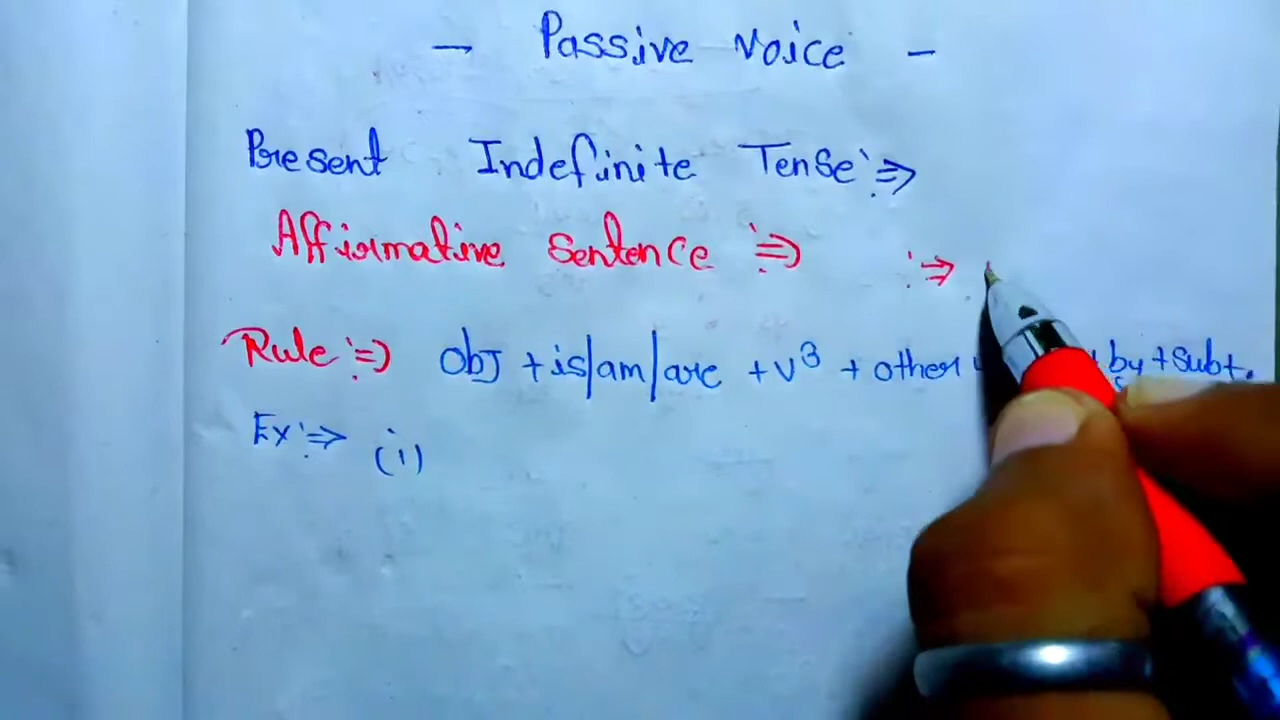 - Passive Voice -
Present Indefinite Tense :⇒
Affirmative Sentence :⇒ :⇒
Rule :⇒ Obj + is/am/are + V3 + other by + Subt.
Ex :⇒ (i)